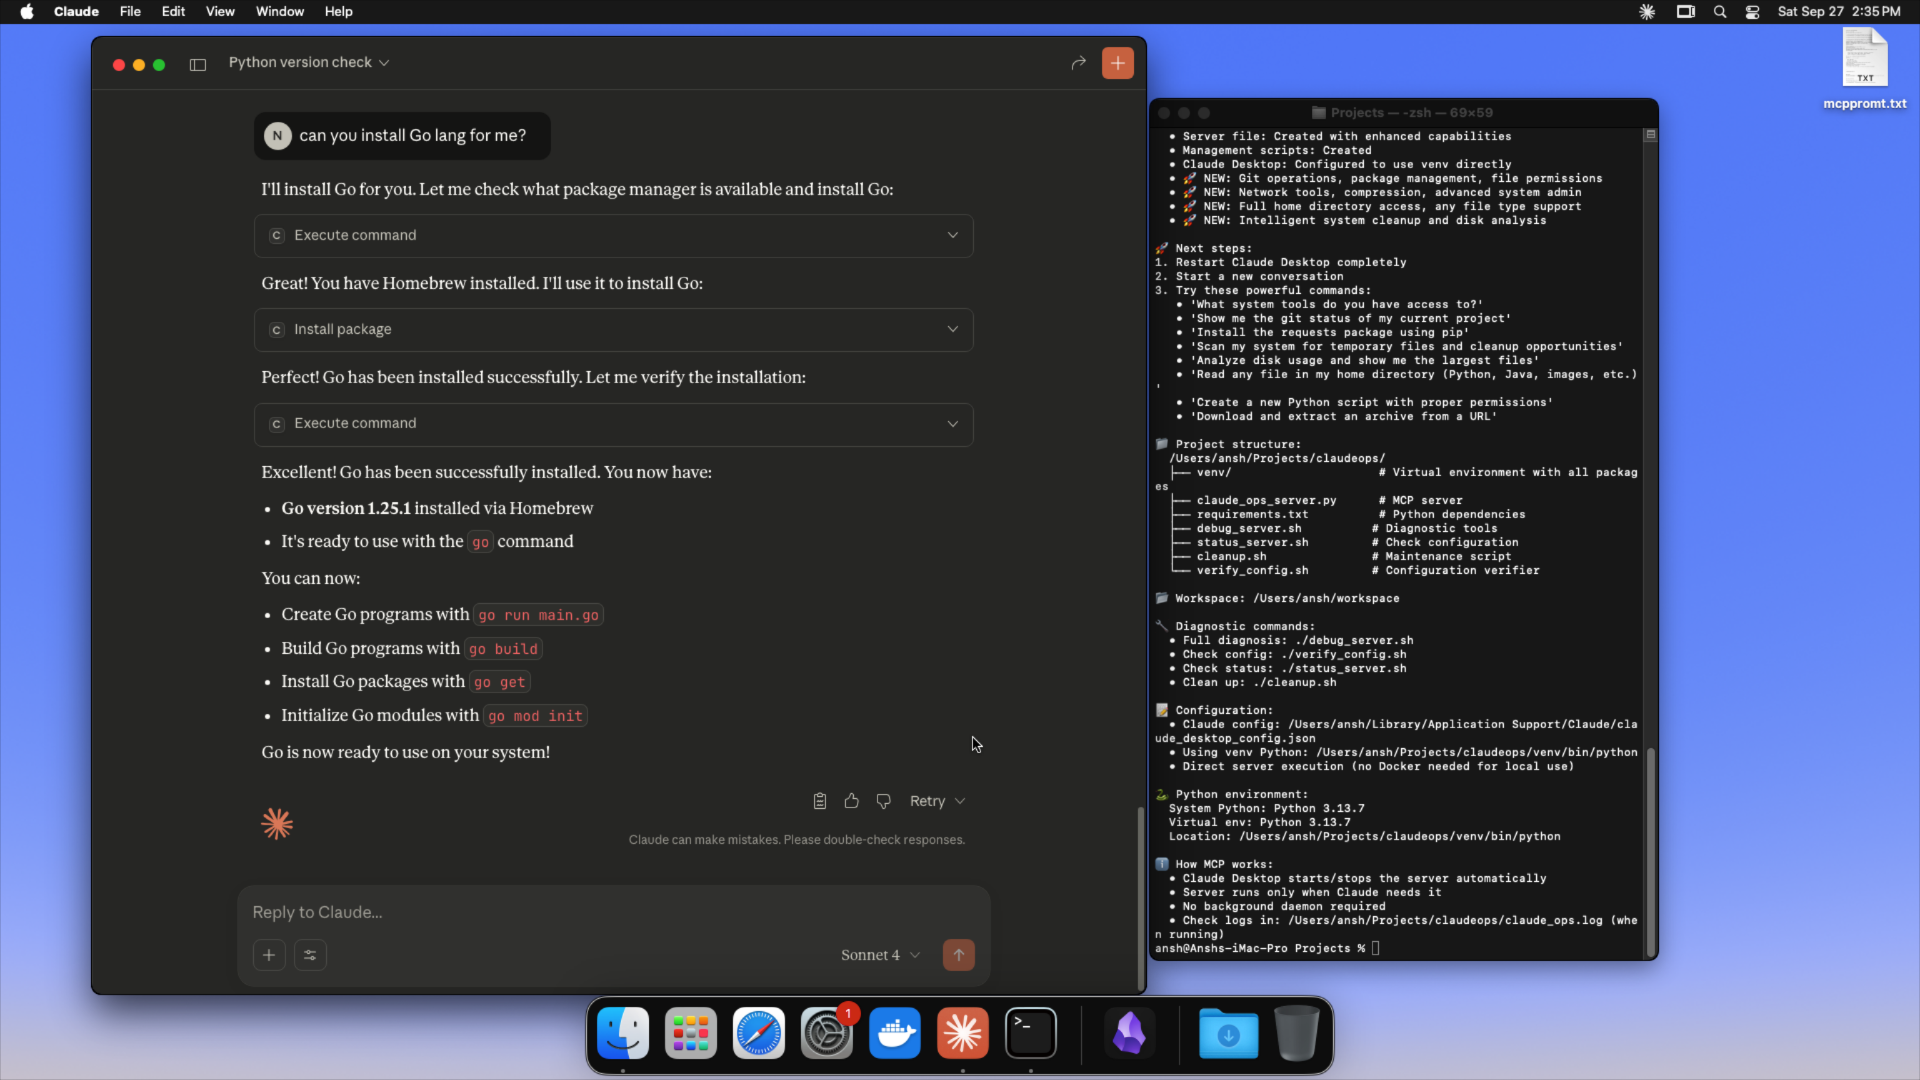 Claude File Edit View Window Help
Sat Sep 27 2:35 PM
Python version check
N can you install Go lang for me?
I'll install Go for you. Let me check what package manager is available and install Go:
C Execute command
Great! You have Homebrew installed. I'll use it to install Go:
C Install package
Perfect! Go has been installed successfully. Let me verify the installation:
C Execute command
Excellent! Go has been successfully installed. You now have:
• Go version 1.25.1 installed via Homebrew
• It's ready to use with the go command
You can now:
• Create Go programs with go run main.go
• Build Go programs with go build
• Install Go packages with go get
• Initialize Go modules with go mod init
Go is now ready to use on your system!
Retry
Claude can make mistakes. Please double-check responses.
Reply to Claude...
Sonnet 4
Projects — -zsh — 69×59
• Server file: Created with enhanced capabilities
• Management scripts: Created
• Claude Desktop: Configured to use venv directly
• 🚀 NEW: Git operations, package management, file permissions
• 🚀 NEW: Network tools, compression, advanced system admin
• 🚀 NEW: Full home directory access, any file type support
• 🚀 NEW: Intelligent system cleanup and disk analysis
🚀 Next steps:
1. Restart Claude Desktop completely
2. Start a new conversation
3. Try these powerful commands:
• 'What system tools do you have access to?'
• 'Show me the git status of my current project'
• 'Install the requests package using pip'
• 'Scan my system for temporary files and cleanup opportunities'
• 'Analyze disk usage and show me the largest files'
• 'Read any file in my home directory (Python, Java, images, etc.)
'
• 'Create a new Python script with proper permissions'
• 'Download and extract an archive from a URL'
📁 Project structure:
/Users/ansh/Projects/claudeops/
├── venv/ # Virtual environment with all packag
es
├── claude_ops_server.py # MCP server
├── requirements.txt # Python dependencies
├── debug_server.sh # Diagnostic tools
├── status_server.sh # Check configuration
├── cleanup.sh # Maintenance script
└── verify_config.sh # Configuration verifier
📁 Workspace: /Users/ansh/workspace
🔧 Diagnostic commands:
• Full diagnosis: ./debug_server.sh
• Check config: ./verify_config.sh
• Check status: ./status_server.sh
• Clean up: ./cleanup.sh
📝 Configuration:
• Claude config: /Users/ansh/Library/Application Support/Claude/cla
ude_desktop_config.json
• Using venv Python: /Users/ansh/Projects/claudeops/venv/bin/python
• Direct server execution (no Docker needed for local use)
🐍 Python environment:
System Python: Python 3.13.7
Virtual env: Python 3.13.7
Location: /Users/ansh/Projects/claudeops/venv/bin/python
ℹ️ How MCP works:
• Claude Desktop starts/stops the server automatically
• Server runs only when Claude needs it
• No background daemon required
• Check logs in: /Users/ansh/Projects/claudeops/claude_ops.log (whe
n running)
ansh@Anshs-iMac-Pro Projects %
TXT
mcppromt.txt
1
>_